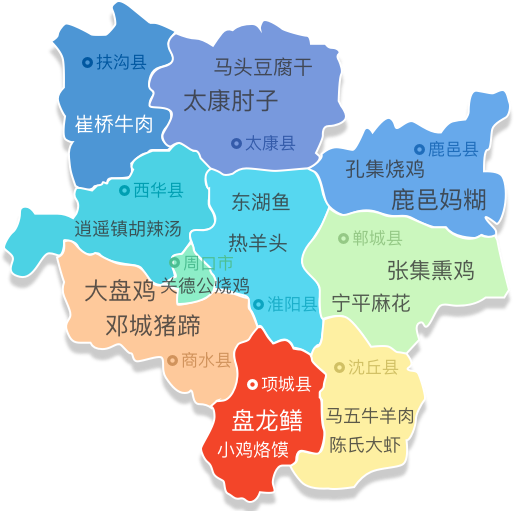 扶沟县
崔桥牛肉
马头豆腐干
太康肘子
太康县
鹿邑县
孔集烧鸡
鹿邑妈糊
西华县
逍遥镇胡辣汤
东湖鱼
热羊头
淮阳县
郸城县
张集熏鸡
宁平麻花
周口市
关德公烧鸡
大盘鸡
邓城猪蹄
商水县
项城县
盘龙鳝
小鸡烙馍
沈丘县
马五牛羊肉
陈氏大虾